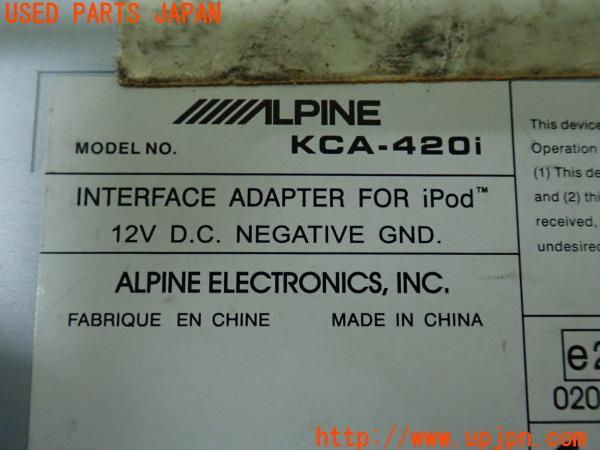 USED PARTS JAPAN
ALPINE
MODEL NO. KCA-420i
INTERFACE ADAPTER FOR iPod™
12V D.C. NEGATIVE GND.
ALPINE ELECTRONICS, INC.
FABRIQUE EN CHINE MADE IN CHINA
This device
Operation
(1) This de
and (2) thi
received,
undesired
e2
020
http://www.upjpn.com